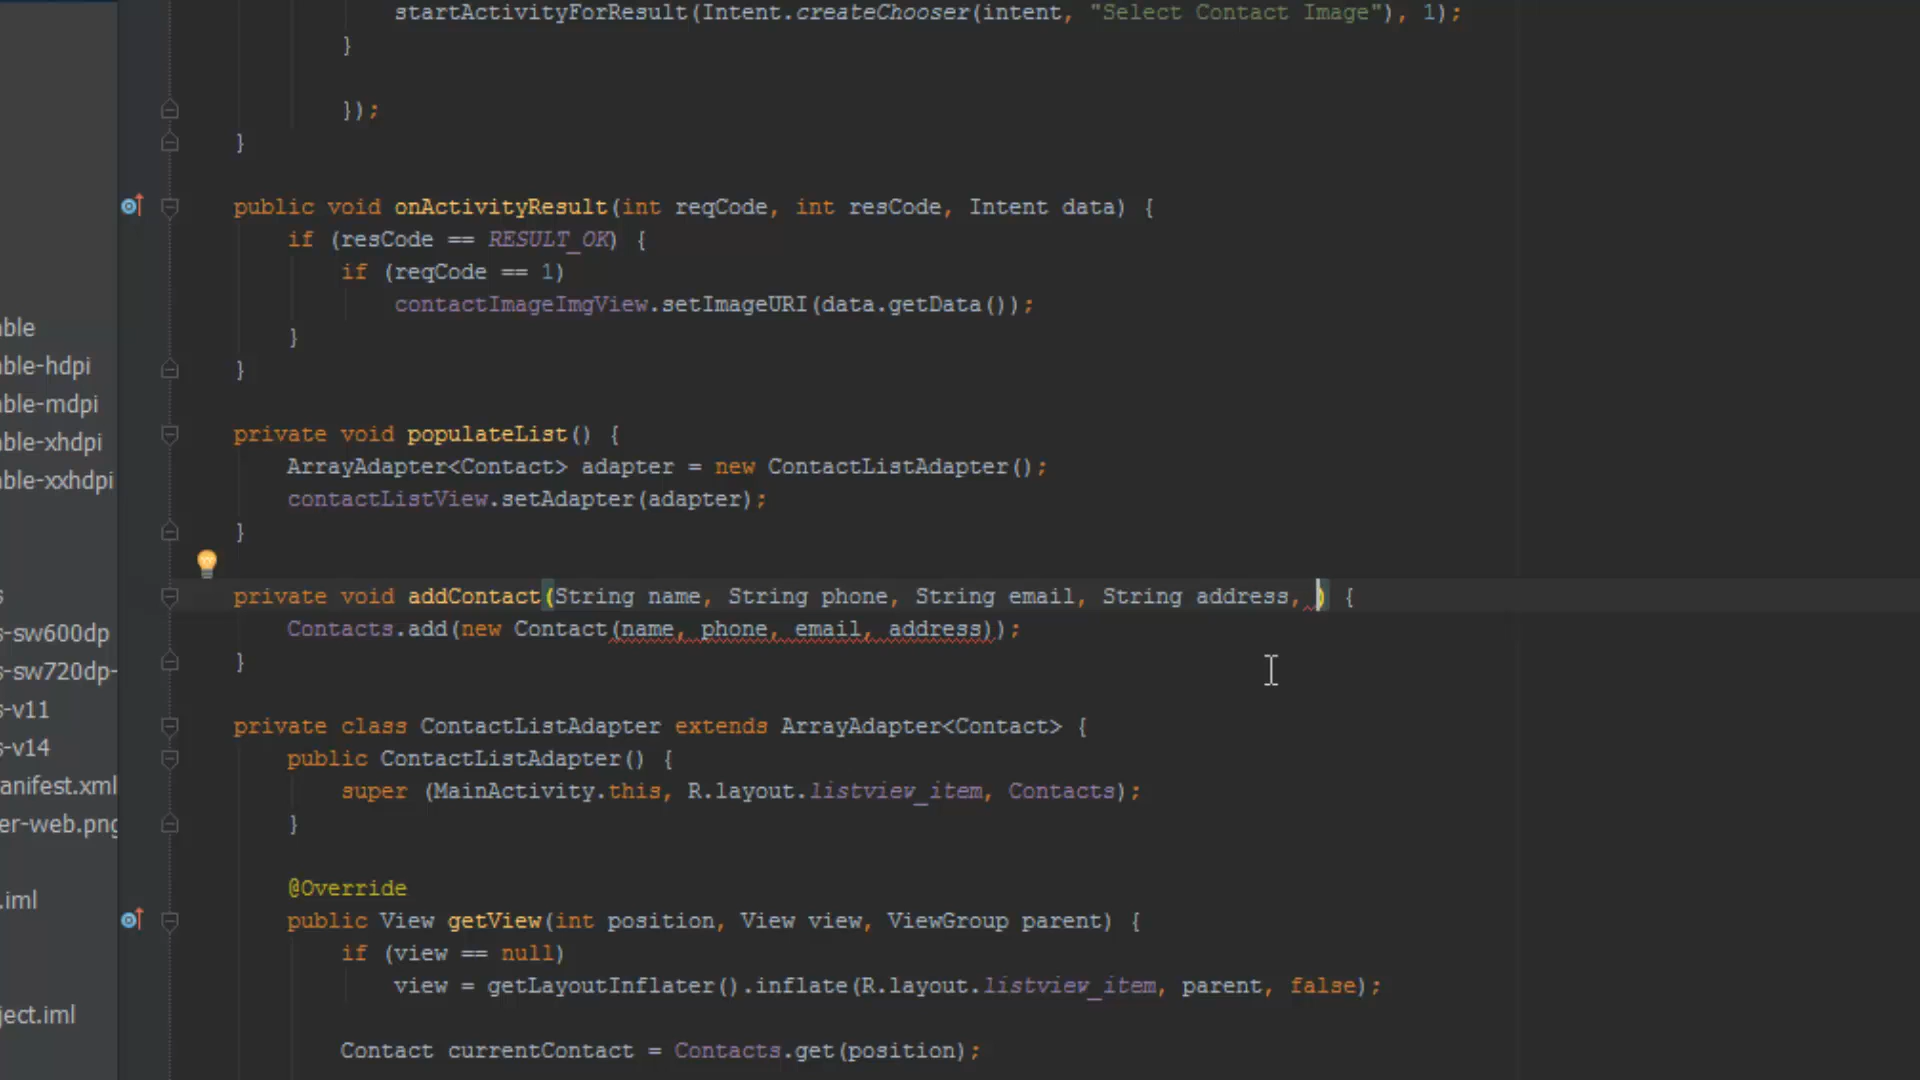 startActivityForResult(Intent.createChooser(intent, "Select Contact Image"), 1);
}
});
}
public void onActivityResult(int reqCode, int resCode, Intent data) {
if (resCode == RESULT_OK) {
if (reqCode == 1)
contactImageImgView.setImageURI(data.getData());
}
}
private void populateList() {
ArrayAdapter<Contact> adapter = new ContactListAdapter();
contactListView.setAdapter(adapter);
}
private void addContact(String name, String phone, String email, String address, ) {
Contacts.add(new Contact(name, phone, email, address));
}
private class ContactListAdapter extends ArrayAdapter<Contact> {
public ContactListAdapter() {
super (MainActivity.this, R.layout.listview_item, Contacts);
}
@Override
public View getView(int position, View view, ViewGroup parent) {
if (view == null)
view = getLayoutInflater().inflate(R.layout.listview_item, parent, false);
Contact currentContact = Contacts.get(position);
able
able-hdpi
able-mdpi
able-xhdpi
able-xxhdpi
s
s-sw600dp
s-sw720dp-
s-v11
s-v14
anifest.xml
er-web.png
.iml
ject.iml